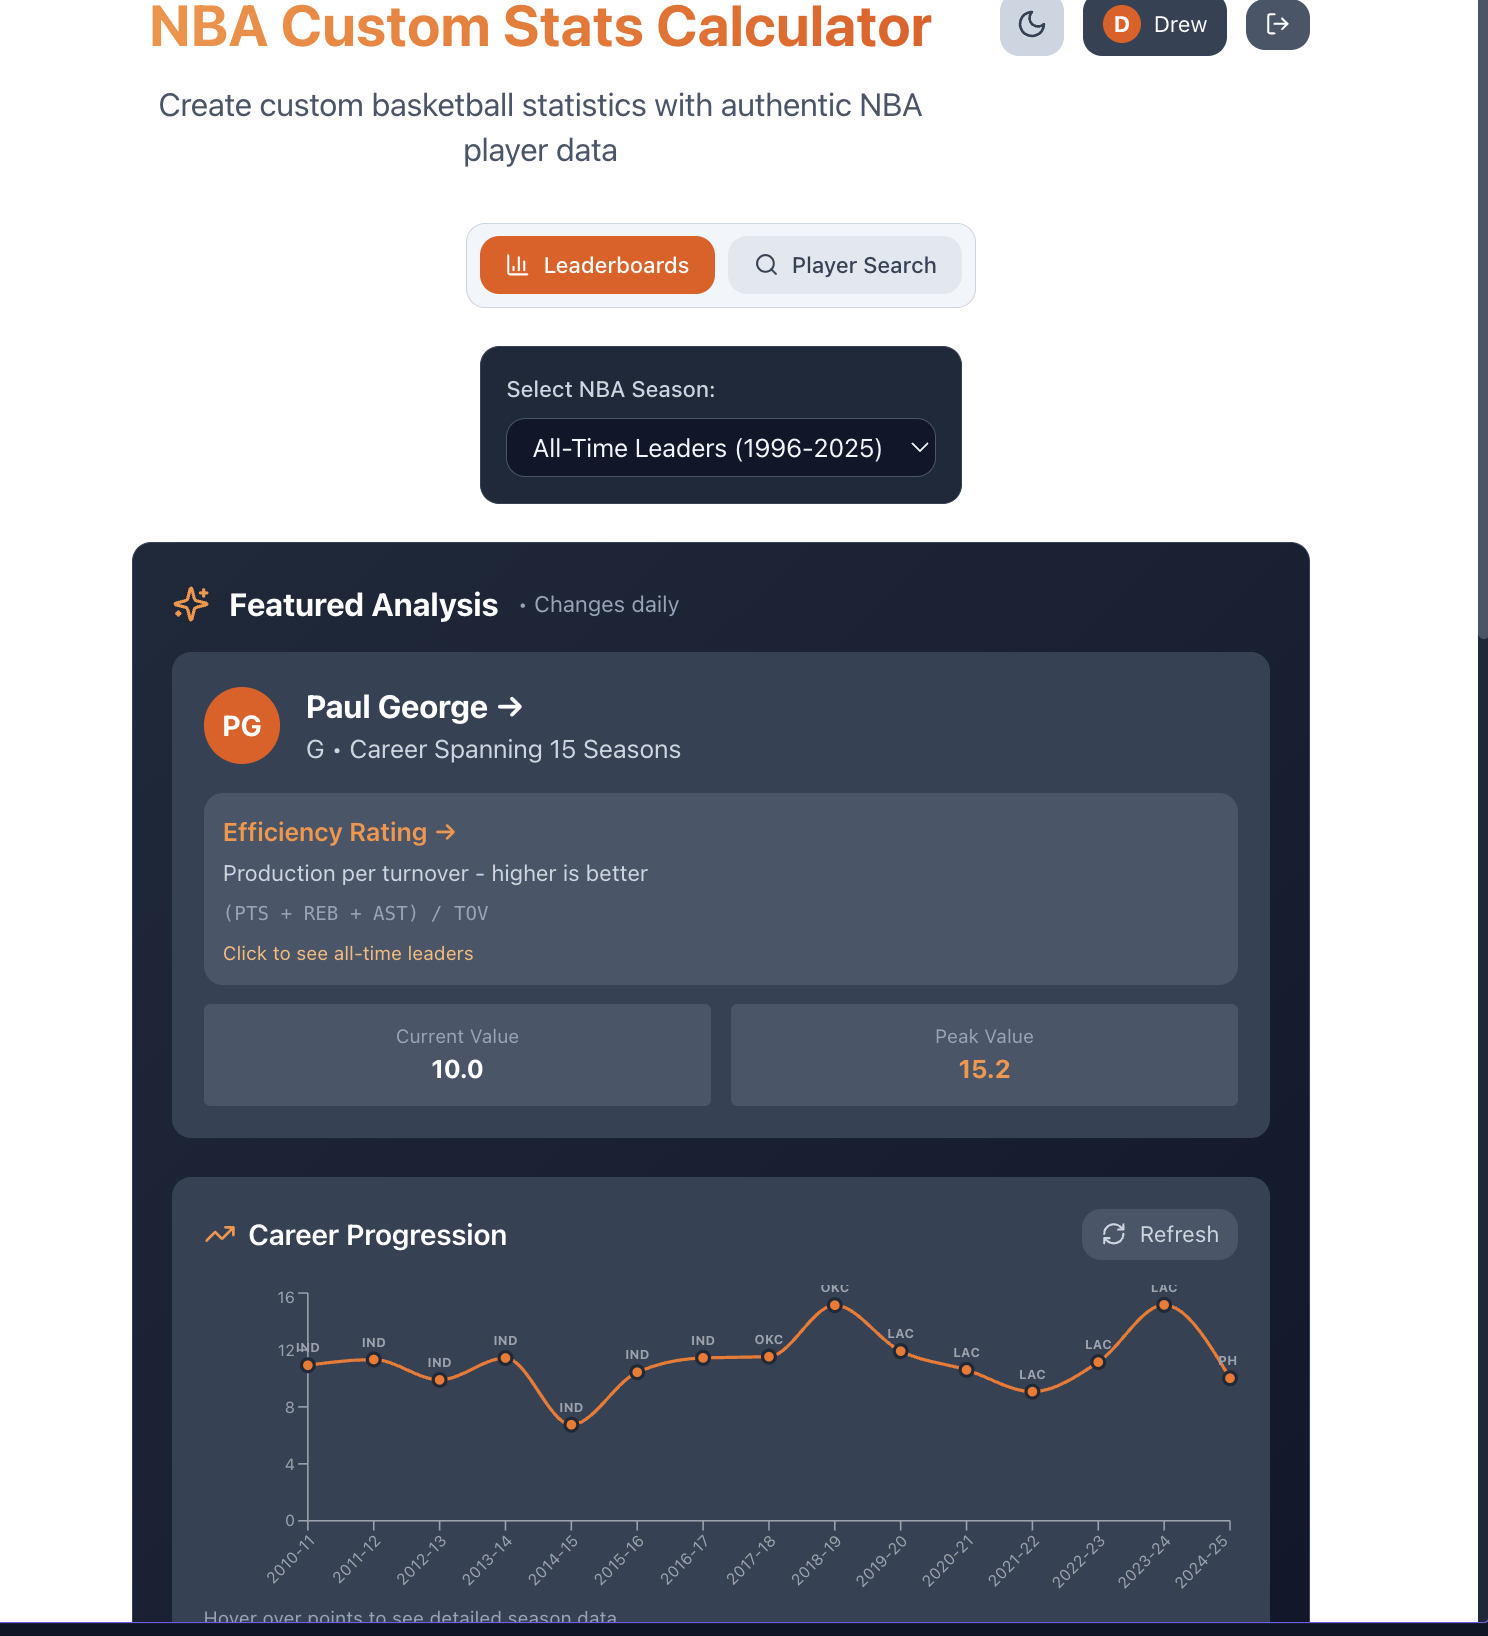 NBA Custom Stats Calculator
D Drew
Create custom basketball statistics with authentic NBA
player data
Leaderboards
Player Search
Select NBA Season:
All-Time Leaders (1996-2025)
Featured Analysis • Changes daily
PG
Paul George →
G • Career Spanning 15 Seasons
Efficiency Rating →
Production per turnover - higher is better
(PTS + REB + AST) / TOV
Click to see all-time leaders
Current Value
10.0
Peak Value
15.2
Career Progression
Refresh
16
12
8
4
0
IND
IND
IND
IND
IND
IND
IND
OKC
OKC
LAC
LAC
LAC
LAC
LAC
PH
2010-11
2011-12
2012-13
2013-14
2014-15
2015-16
2016-17
2017-18
2018-19
2019-20
2020-21
2021-22
2022-23
2023-24
2024-25
Hover over points to see detailed season data